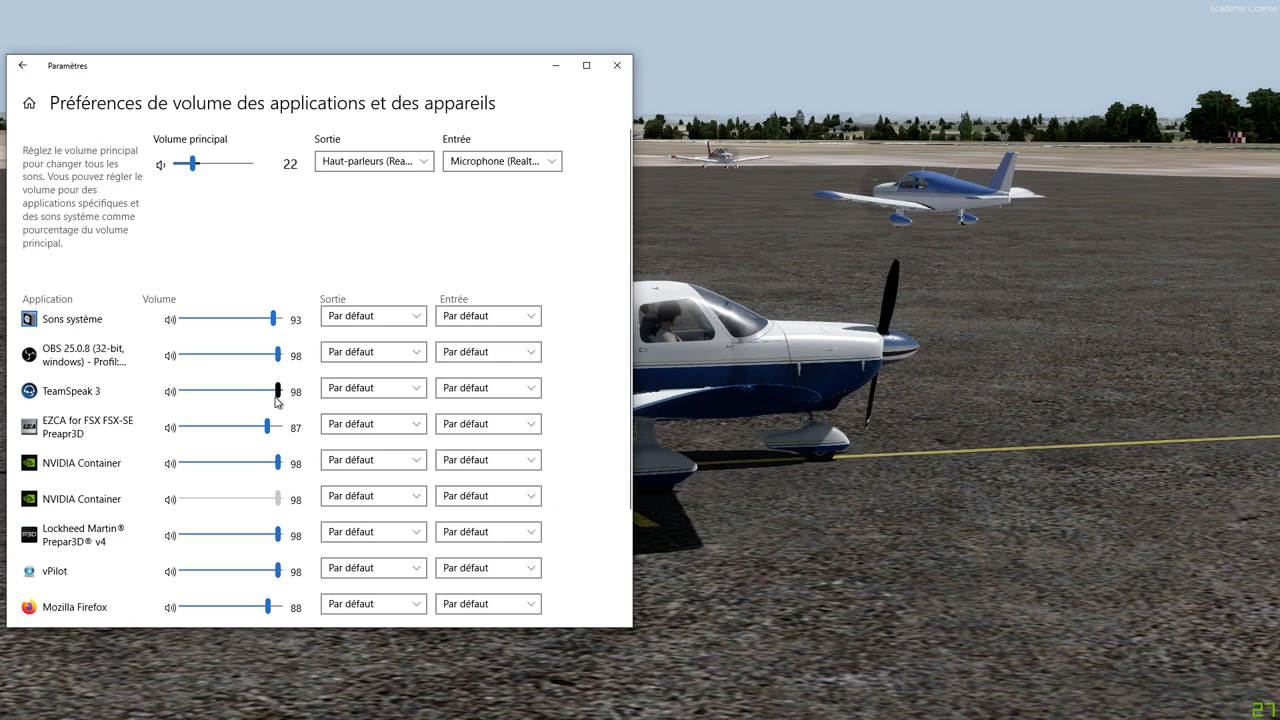 Academic License
Paramètres
Préférences de volume des applications et des appareils
Réglez le volume principal
pour changer tous les
sons. Vous pouvez régler le
volume pour des
applications spécifiques et
des sons système comme
pourcentage du volume
principal.
Volume principal
22
Sortie
Haut-parleurs (Rea...
Entrée
Microphone (Realt...
Application Volume Sortie Entrée
Sons système 93 Par défaut Par défaut
OBS 25.0.8 (32-bit,
windows) - Profil:... 98 Par défaut Par défaut
TeamSpeak 3 98 Par défaut Par défaut
EZCA for FSX FSX-SE
Preapr3D 87 Par défaut Par défaut
NVIDIA Container 98 Par défaut Par défaut
NVIDIA Container 98 Par défaut Par défaut
P3D Lockheed Martin®
Prepar3D® v4 98 Par défaut Par défaut
vPilot 98 Par défaut Par défaut
Mozilla Firefox 88 Par défaut Par défaut
27